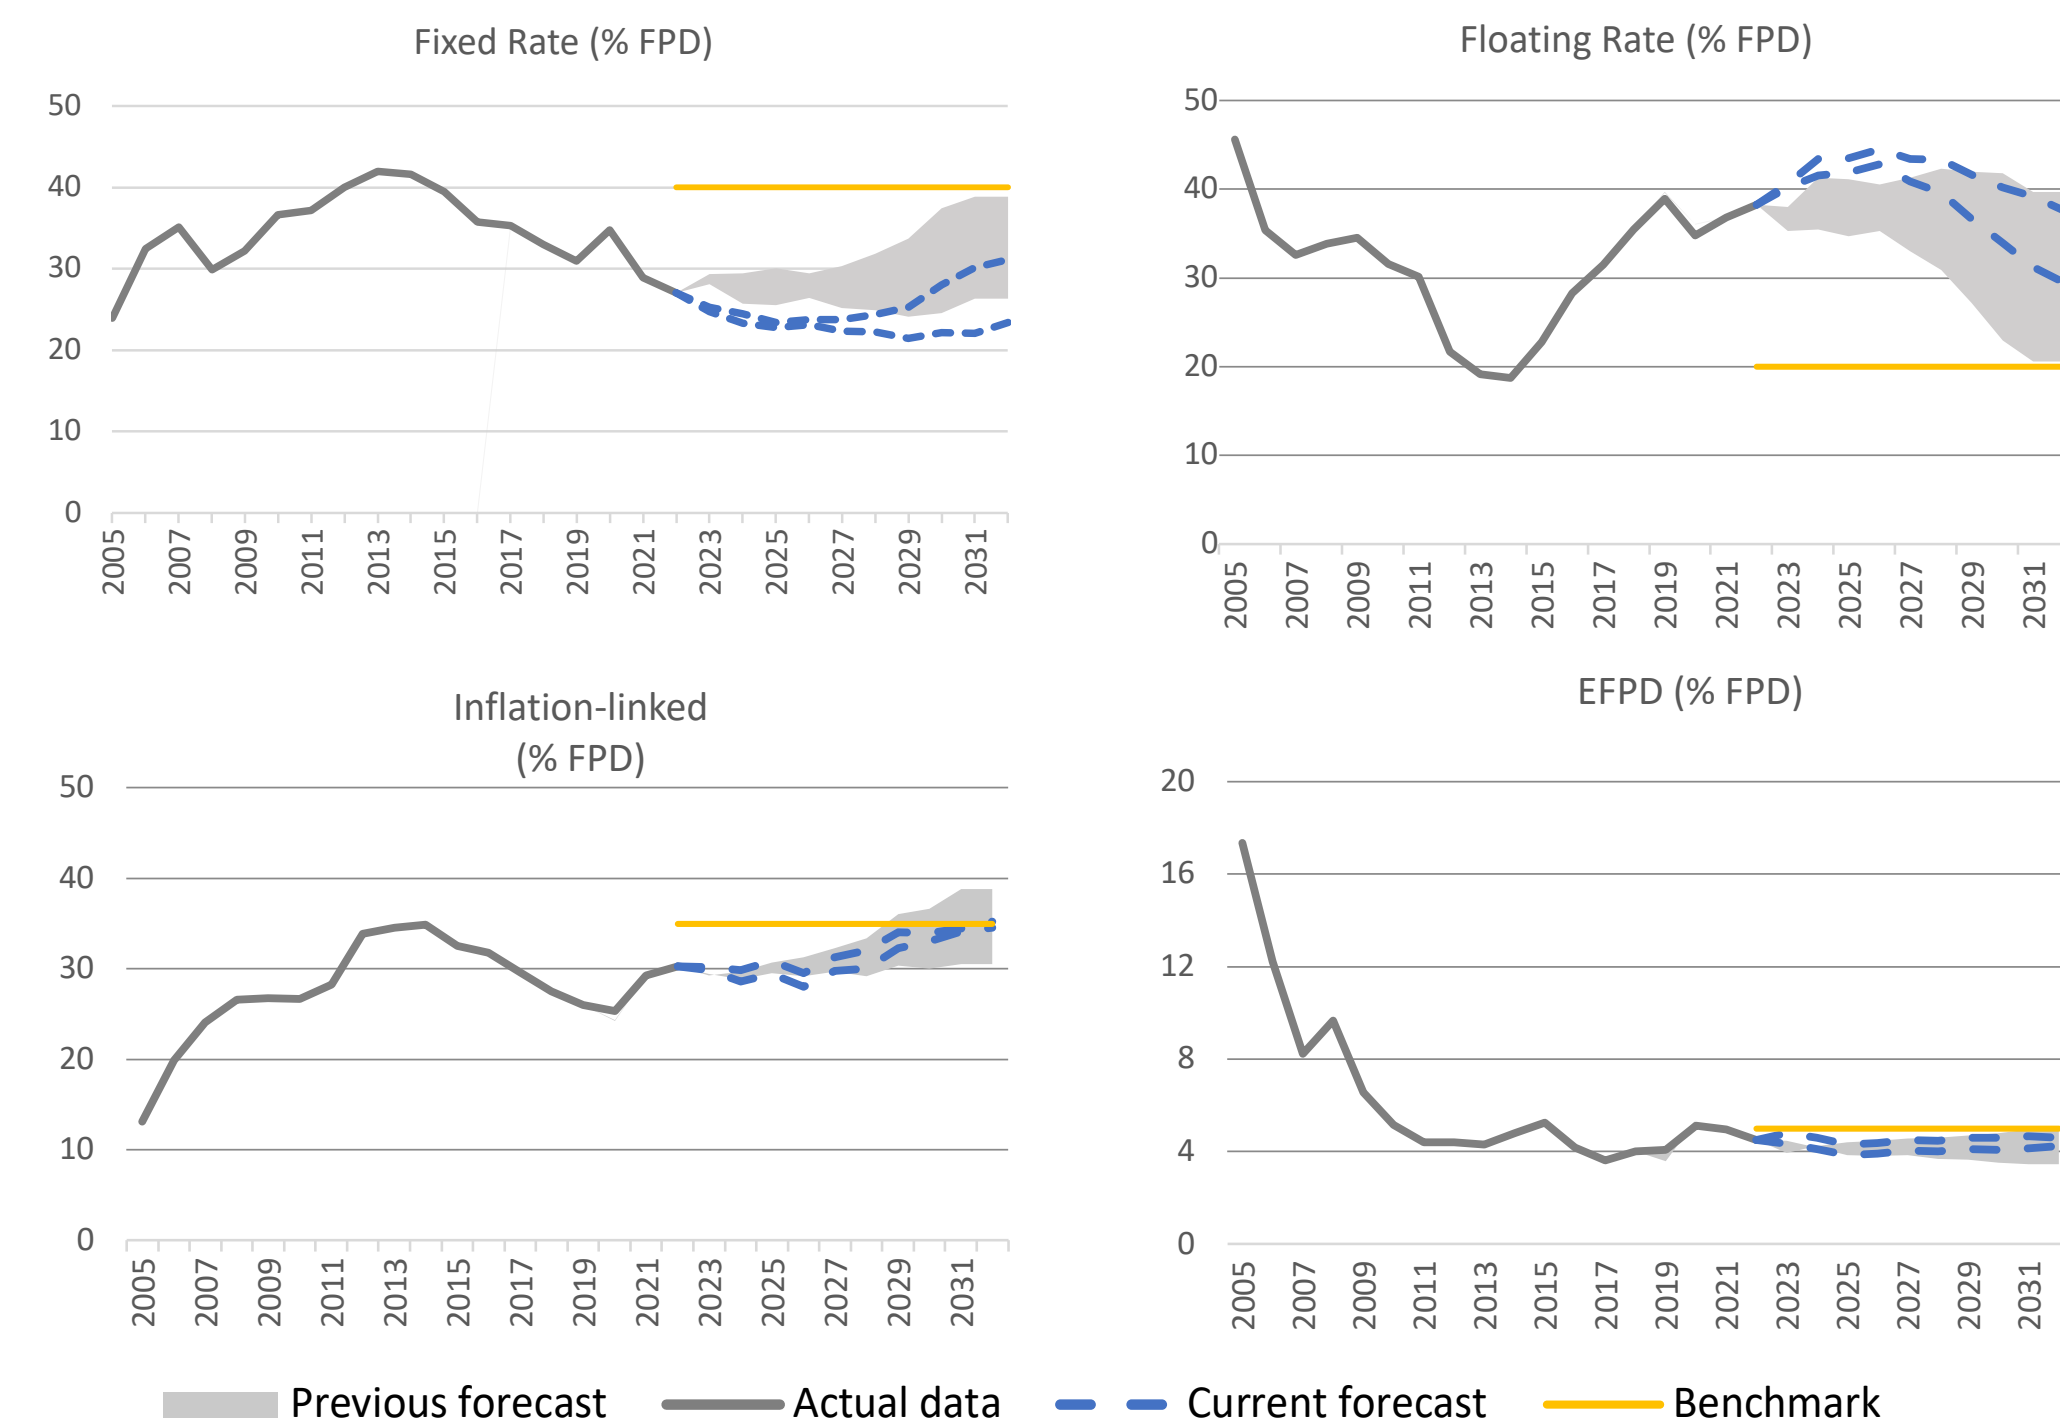 Fixed Rate (% FPD)
50
40
30
20
10
0
2005 2007 2009 2011 2013 2015 2017 2019 2021 2023 2025 2027 2029 2031
Floating Rate (% FPD)
50
40
30
20
10
0
2005 2007 2009 2011 2013 2015 2017 2019 2021 2023 2025 2027 2029 2031
Inflation-linked
(% FPD)
50
40
30
20
10
0
2005 2007 2009 2011 2013 2015 2017 2019 2021 2023 2025 2027 2029 2031
EFPD (% FPD)
20
16
12
8
4
0
2005 2007 2009 2011 2013 2015 2017 2019 2021 2023 2025 2027 2029 2031
Previous forecast Actual data Current forecast Benchmark